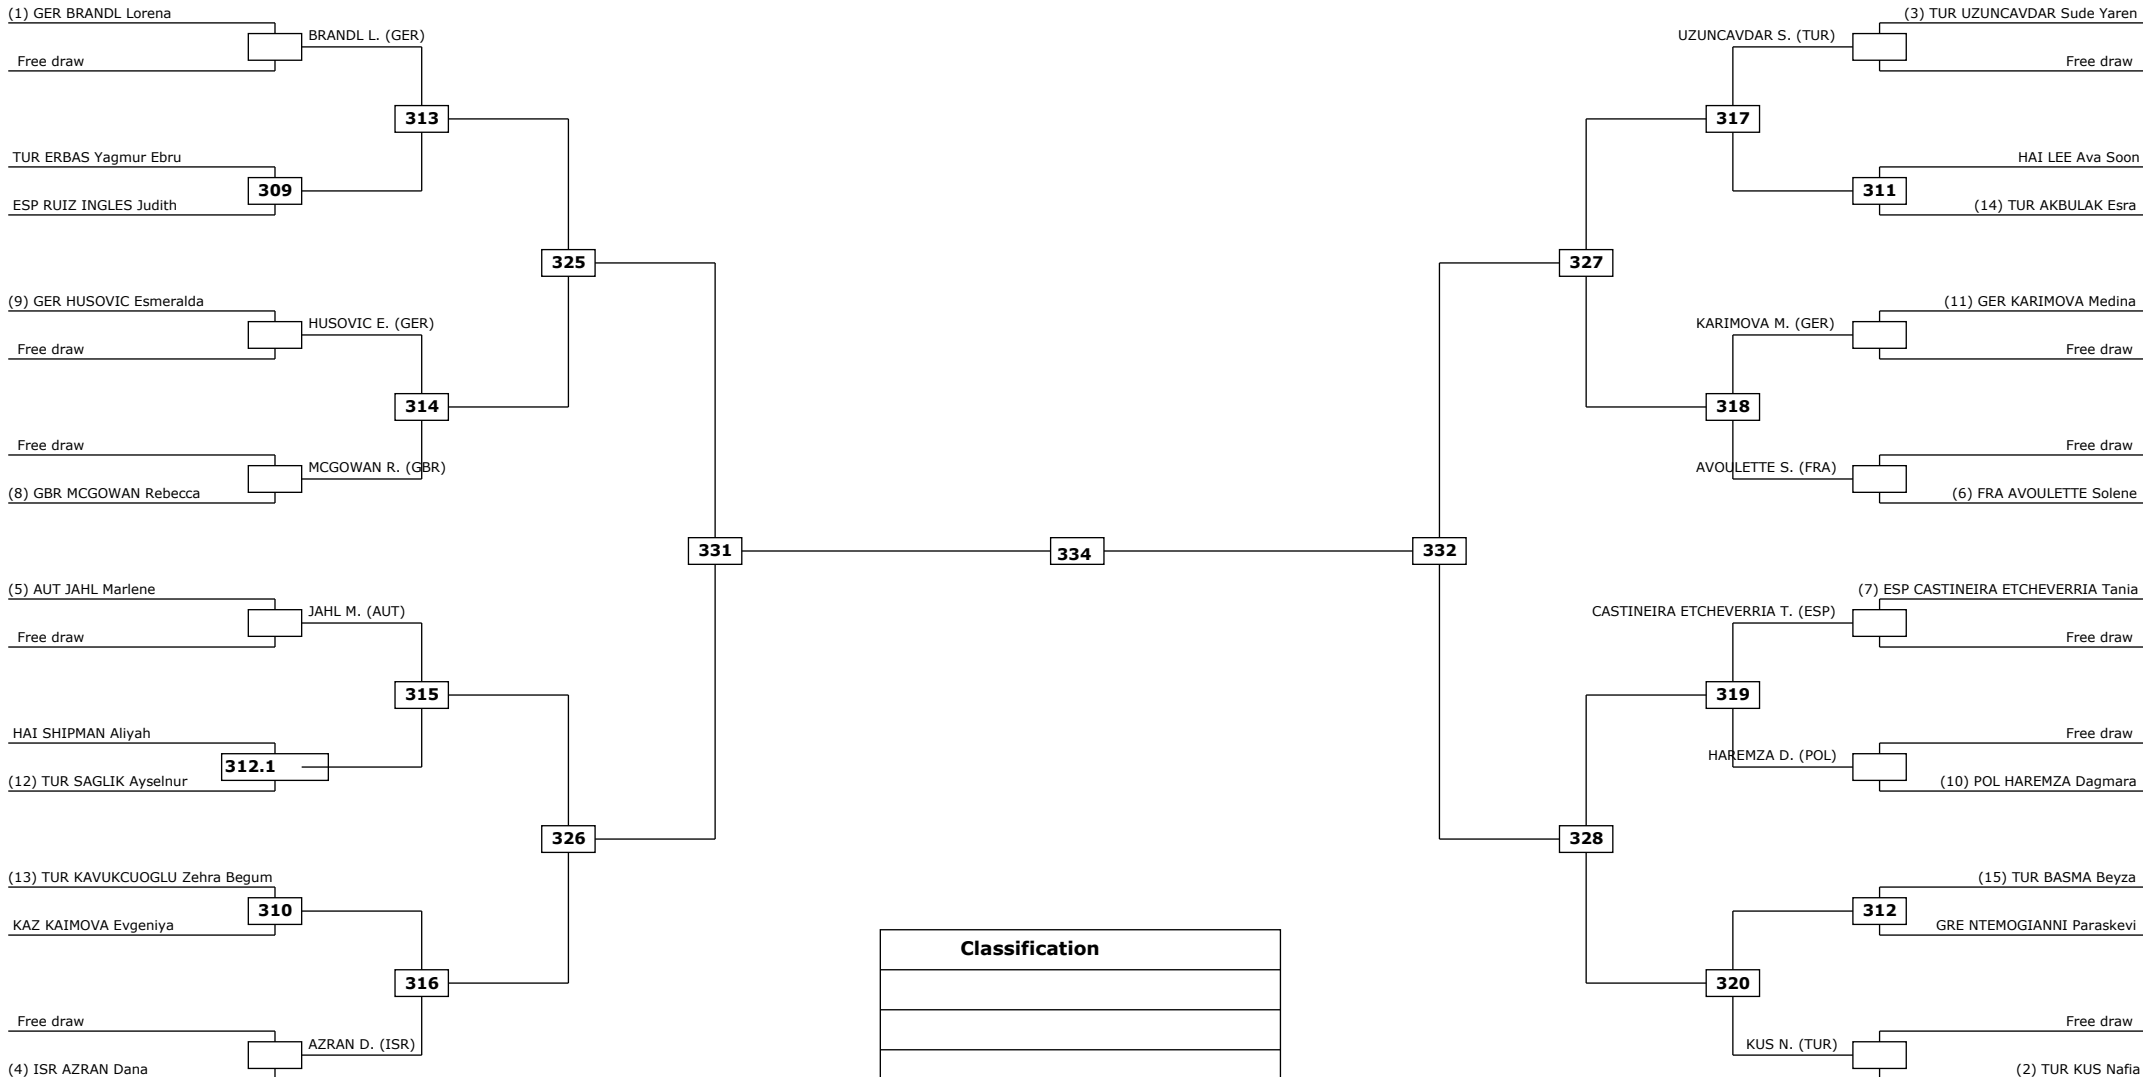 (1) GER BRANDL Lorena
BRANDL L. (GER)
Free draw
313
TUR ERBAS Yagmur Ebru
309
ESP RUIZ INGLES Judith
325
(9) GER HUSOVIC Esmeralda
HUSOVIC E. (GER)
Free draw
314
Free draw
MCGOWAN R. (GBR)
(8) GBR MCGOWAN Rebecca
331
(5) AUT JAHL Marlene
JAHL M. (AUT)
Free draw
315
HAI SHIPMAN Aliyah
312.1
(12) TUR SAGLIK Ayselnur
326
(13) TUR KAVUKCUOGLU Zehra Begum
310
KAZ KAIMOVA Evgeniya
316
Free draw
AZRAN D. (ISR)
(4) ISR AZRAN Dana
334
Classification
(3) TUR UZUNCAVDAR Sude Yaren
UZUNCAVDAR S. (TUR)
Free draw
317
HAI LEE Ava Soon
311
(14) TUR AKBULAK Esra
327
(11) GER KARIMOVA Medina
KARIMOVA M. (GER)
Free draw
318
Free draw
AVOULETTE S. (FRA)
(6) FRA AVOULETTE Solene
332
(7) ESP CASTINEIRA ETCHEVERRIA Tania
CASTINEIRA ETCHEVERRIA T. (ESP)
Free draw
319
Free draw
HAREMZA D. (POL)
(10) POL HAREMZA Dagmara
328
(15) TUR BASMA Beyza
312
GRE NTEMOGIANNI Paraskevi
320
Free draw
KUS N. (TUR)
(2) TUR KUS Nafia